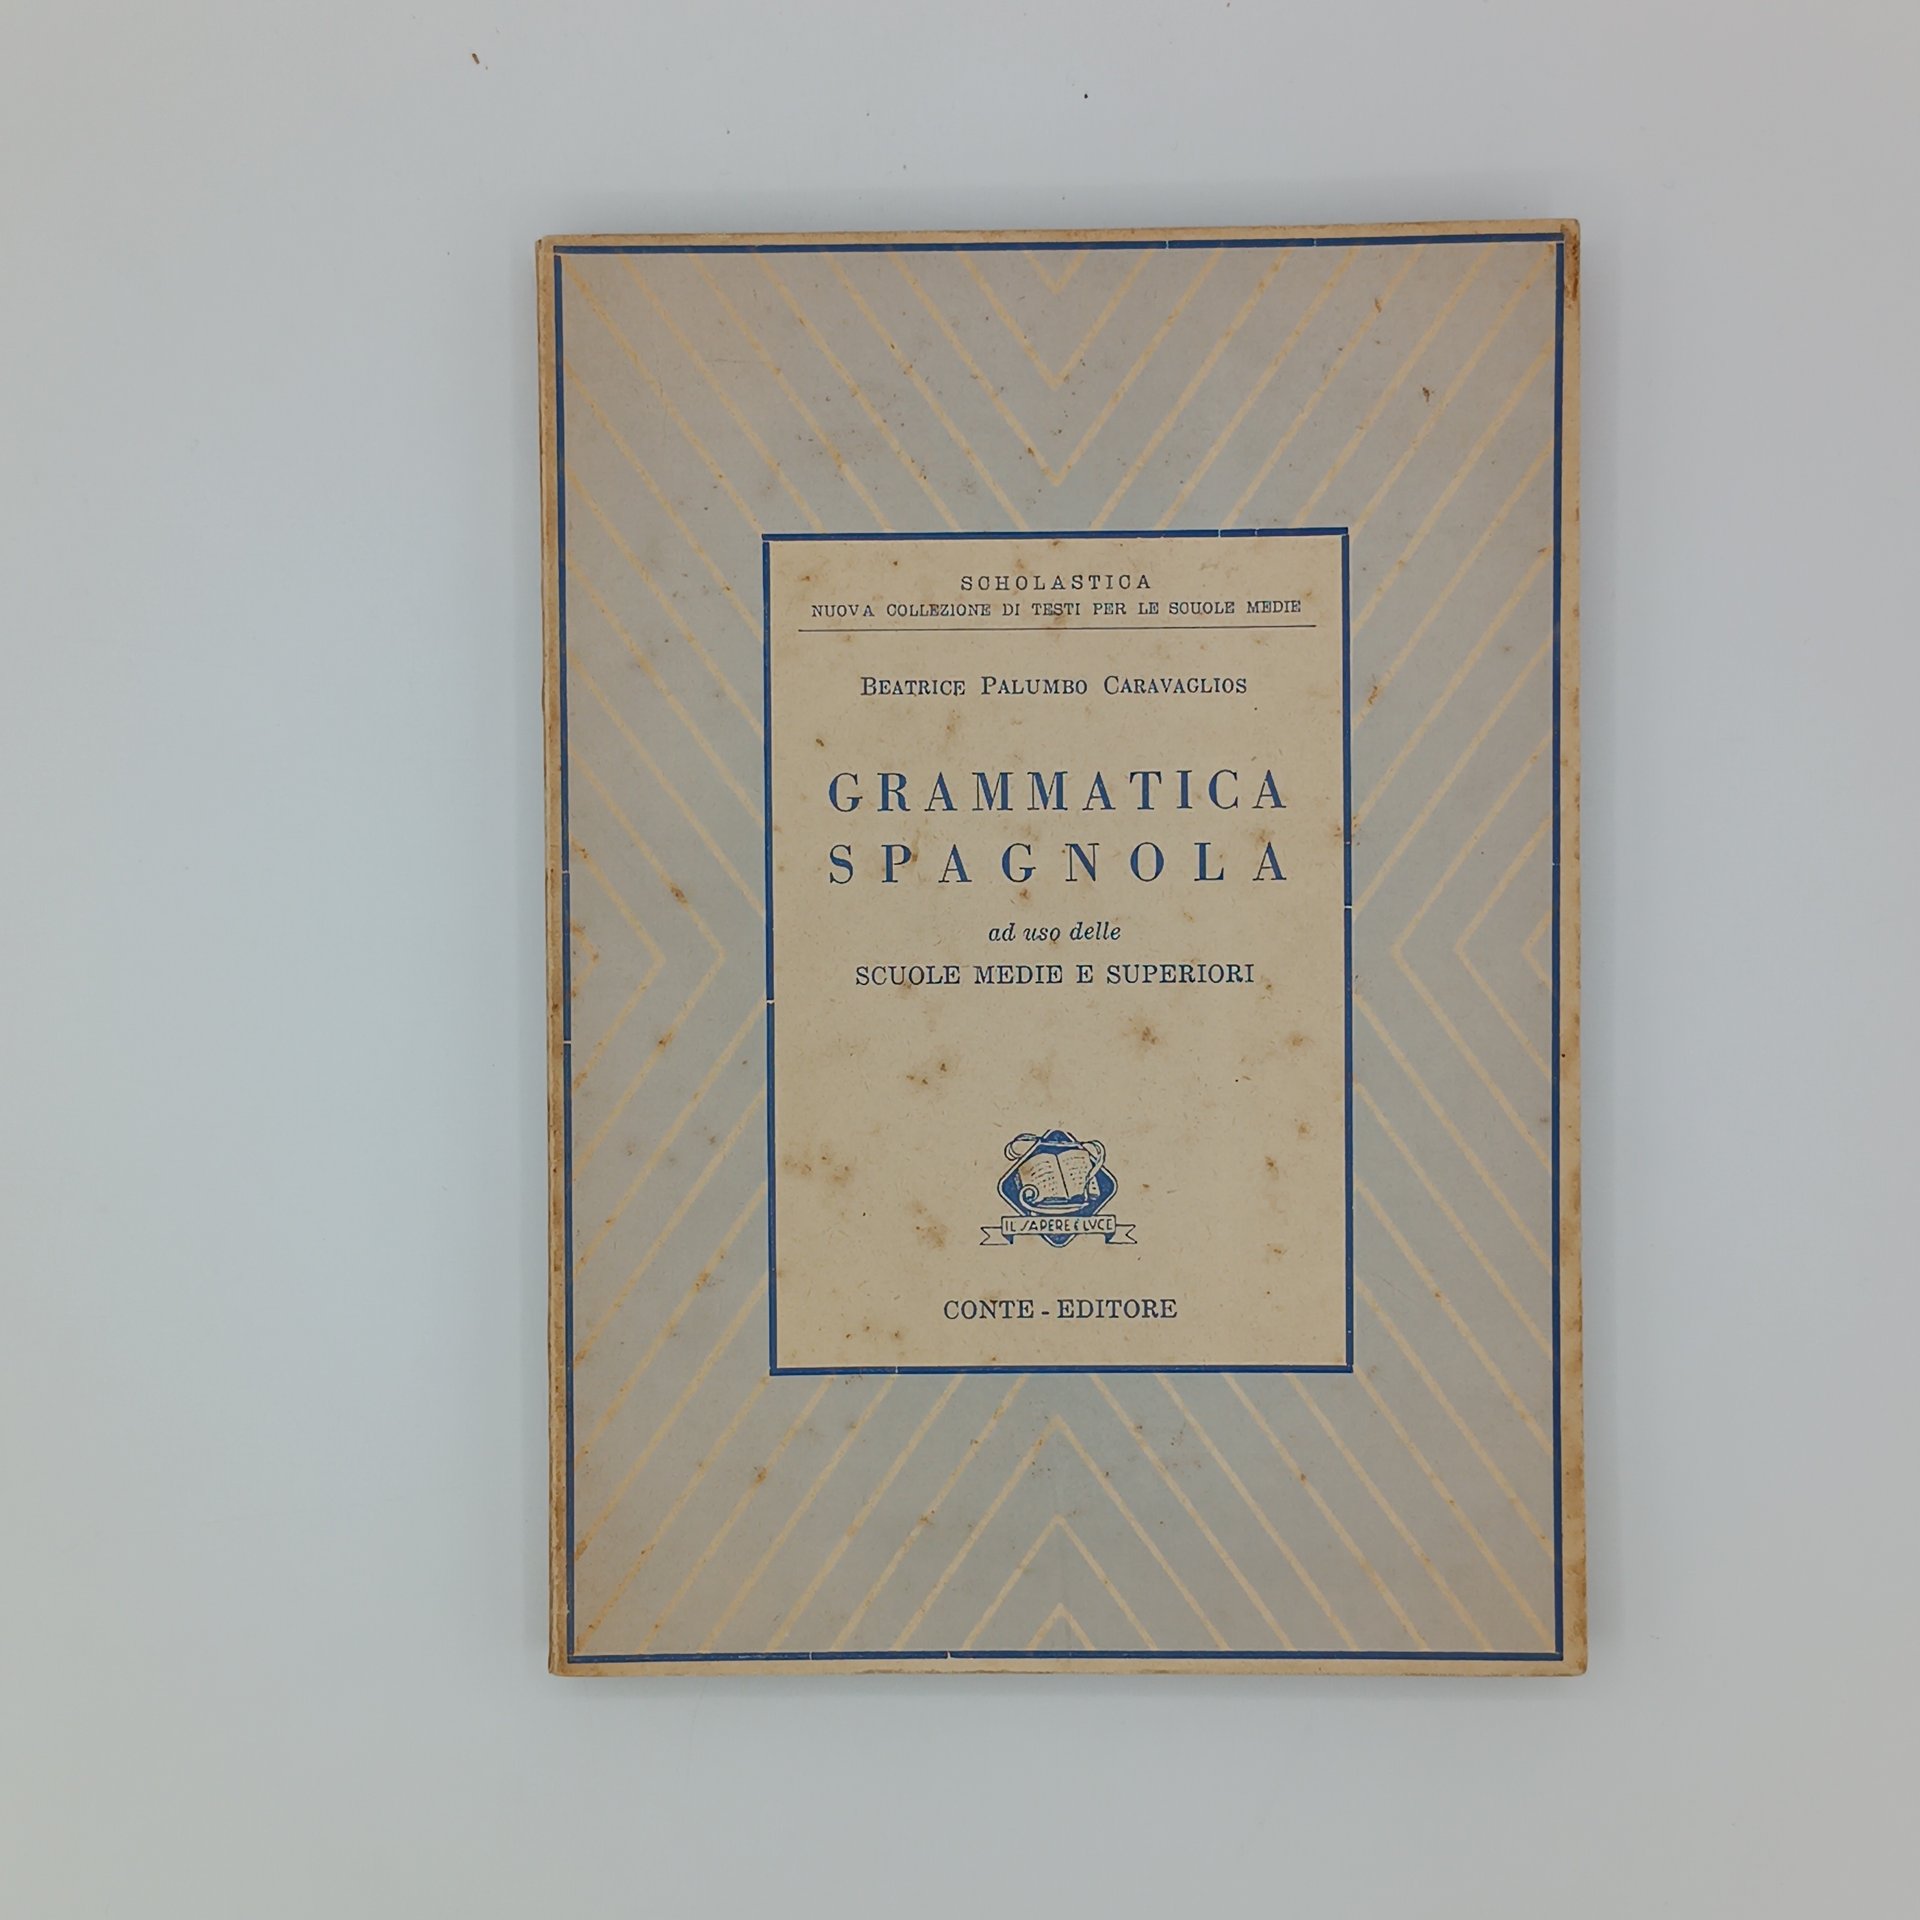 SCHOLASTICA
NUOVA COLLEZIONE DI TESTI PER LE SCUOLE MEDIE
BEATRICE PALUMBO CARAVAGLIOS
GRAMMATICA
SPAGNOLA
ad uso delle
SCUOLE MEDIE E SUPERIORI
IL SAPERE È LVCE
CONTE - EDITORE